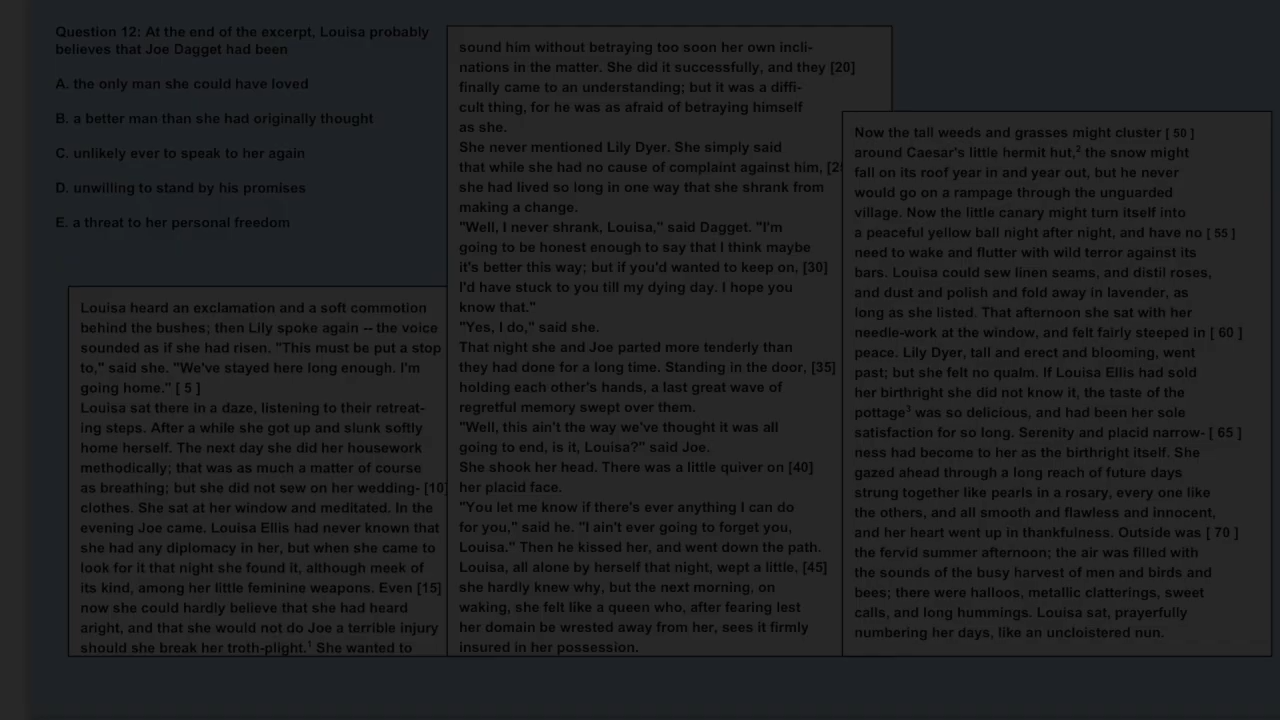 Question 12: At the end of the excerpt, Louisa probably
believes that Joe Dagget had been
A. the only man she could have loved
B. a better man than she had originally thought
C. unlikely ever to speak to her again
D. unwilling to stand by his promises
E. a threat to her personal freedom
Louisa heard an exclamation and a soft commotion
behind the bushes; then Lily spoke again -- the voice
sounded as if she had risen. "This must be put a stop
to," said she. "We've stayed here long enough. I'm
going home." [ 5 ]
Louisa sat there in a daze, listening to their retreat-
ing steps. After a while she got up and slunk softly
home herself. The next day she did her housework
methodically; that was as much a matter of course
as breathing; but she did not sew on her wedding- [10]
clothes. She sat at her window and meditated. In the
evening Joe came. Louisa Ellis had never known that
she had any diplomacy in her, but when she came to
look for it that night she found it, although meek of
its kind, among her little feminine weapons. Even [15]
now she could hardly believe that she had heard
aright, and that she would not do Joe a terrible injury
should she break her troth-plight.1 She wanted to
sound him without betraying too soon her own incli-
nations in the matter. She did it successfully, and they [20]
finally came to an understanding; but it was a diffi-
cult thing, for he was as afraid of betraying himself
as she.
She never mentioned Lily Dyer. She simply said
that while she had no cause of complaint against him, [25
she had lived so long in one way that she shrank from
making a change.
"Well, I never shrank, Louisa," said Dagget. "I'm
going to be honest enough to say that I think maybe
it's better this way; but if you'd wanted to keep on, [30]
I'd have stuck to you till my dying day. I hope you
know that."
"Yes, I do," said she.
That night she and Joe parted more tenderly than
they had done for a long time. Standing in the door, [35]
holding each other's hands, a last great wave of
regretful memory swept over them.
"Well, this ain't the way we've thought it was all
going to end, is it, Louisa?" said Joe.
She shook her head. There was a little quiver on [40]
her placid face.
"You let me know if there's ever anything I can do
for you," said he. "I ain't ever going to forget you,
Louisa." Then he kissed her, and went down the path.
Louisa, all alone by herself that night, wept a little, [45]
she hardly knew why, but the next morning, on
waking, she felt like a queen who, after fearing lest
her domain be wrested away from her, sees it firmly
insured in her possession.
Now the tall weeds and grasses might cluster [ 50 ]
around Caesar's little hermit hut,2 the snow might
fall on its roof year in and year out, but he never
would go on a rampage through the unguarded
village. Now the little canary might turn itself into
a peaceful yellow ball night after night, and have no [ 55 ]
need to wake and flutter with wild terror against its
bars. Louisa could sew linen seams, and distil roses,
and dust and polish and fold away in lavender, as
long as she listed. That afternoon she sat with her
needle-work at the window, and felt fairly steeped in [ 60 ]
peace. Lily Dyer, tall and erect and blooming, went
past; but she felt no qualm. If Louisa Ellis had sold
her birthright she did not know it, the taste of the
pottage3 was so delicious, and had been her sole
satisfaction for so long. Serenity and placid narrow- [ 65 ]
ness had become to her as the birthright itself. She
gazed ahead through a long reach of future days
strung together like pearls in a rosary, every one like
the others, and all smooth and flawless and innocent,
and her heart went up in thankfulness. Outside was [ 70 ]
the fervid summer afternoon; the air was filled with
the sounds of the busy harvest of men and birds and
bees; there were halloos, metallic clatterings, sweet
calls, and long hummings. Louisa sat, prayerfully
numbering her days, like an uncloistered nun.